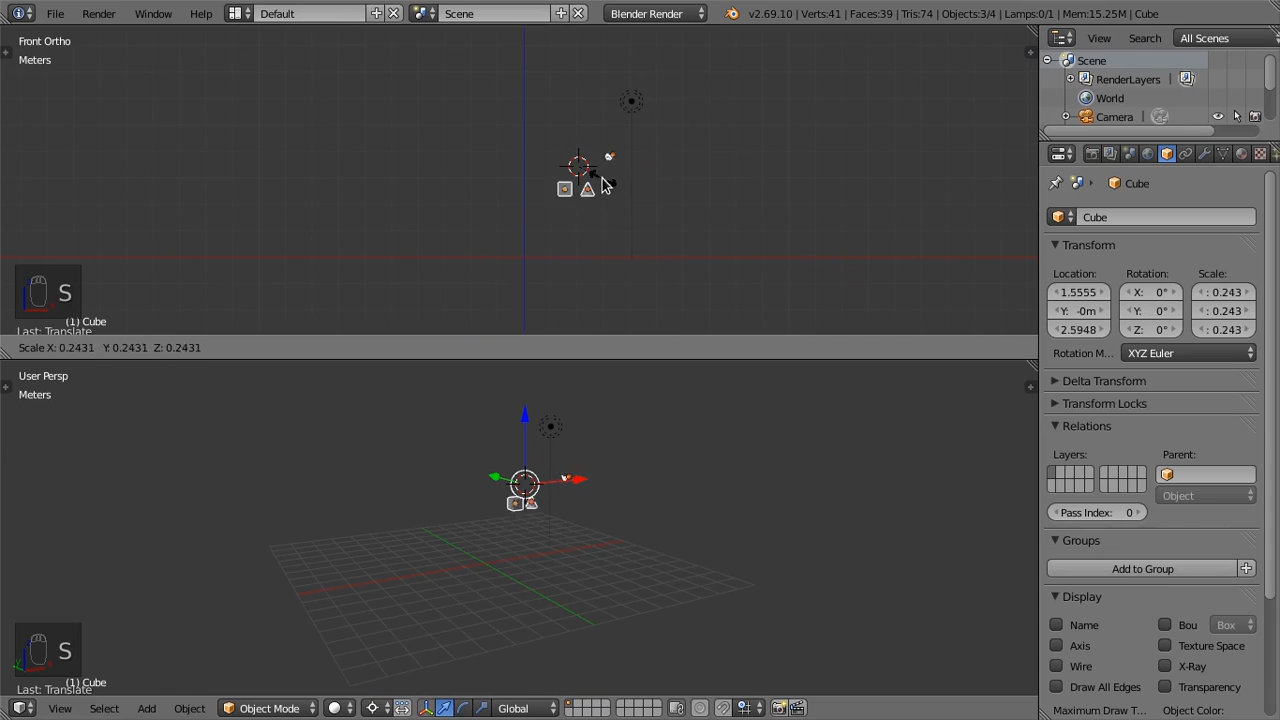 File Render Window Help Default Scene Blender Render v2.69.10 | Verts:41 | Faces:39 | Tris:74 | Objects:3/4 | Lamps:0/1 | Mem:15.25M | Cube
Front Ortho
Meters
S
(1) Cube
Last: Translate
Scale X: 0.2431 Y: 0.2431 Z: 0.2431
User Persp
Meters
S
(1) Cube
Last: Translate
View Select Add Object Object Mode Global
View Search All Scenes
Scene
RenderLayers
World
Camera
Cube
Cube
Transform
Location: Rotation: Scale:
1.5555 X: 0° : 0.243
Y: -0m Y: 0° : 0.243
2.5948 Z: 0° : 0.243
Rotation M... XYZ Euler
Delta Transform
Transform Locks
Relations
Layers: Parent:
Object
Pass Index: 0
Groups
Add to Group
Display
Name Bou Box
Axis Texture Space
Wire X-Ray
Draw All Edges Transparency
Maximum Draw T... Object Color: